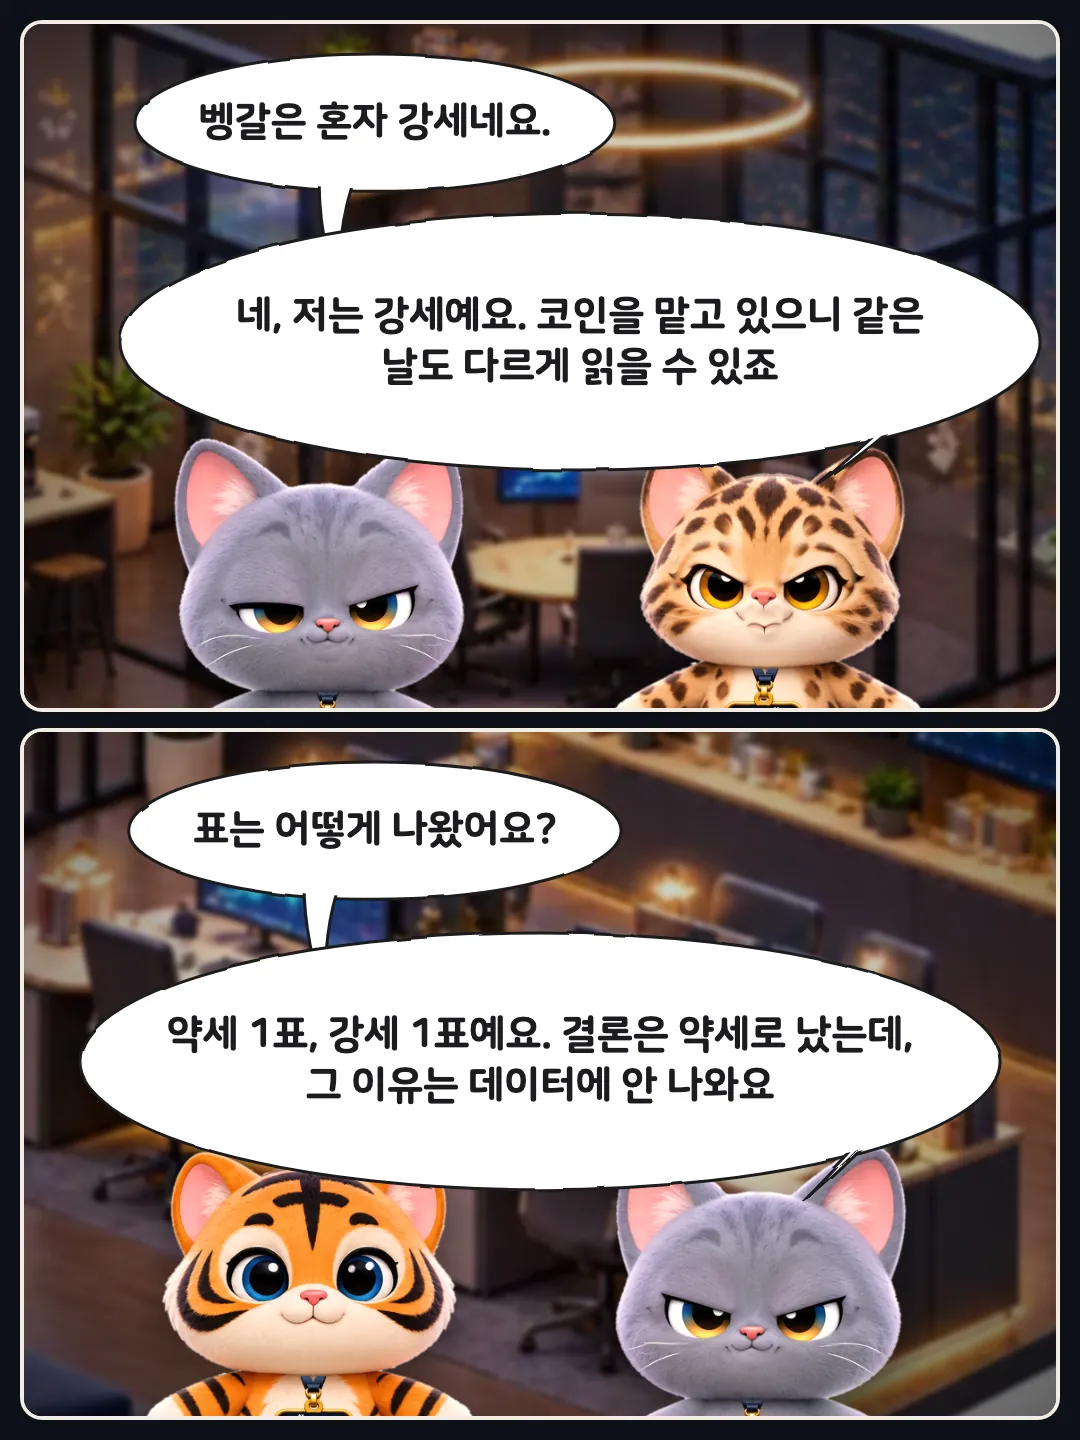 벵갈은 혼자 강세네요.
네, 저는 강세예요. 코인을 맡고 있으니 같은
날도 다르게 읽을 수 있죠
표는 어떻게 나왔어요?
약세 1표, 강세 1표예요. 결론은 약세로 났는데,
그 이유는 데이터에 안 나와요